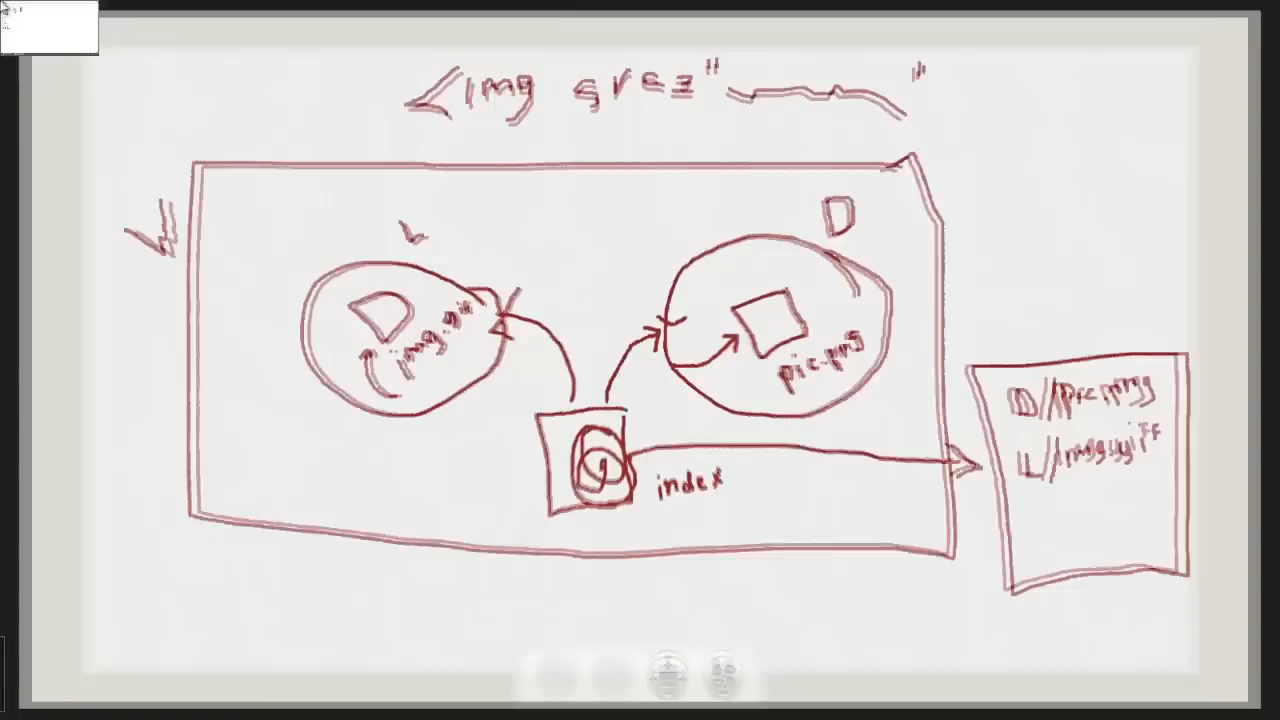 <img src="  "
L
D
img.gif
pic.png
index
D//pic.png
L//img.gif